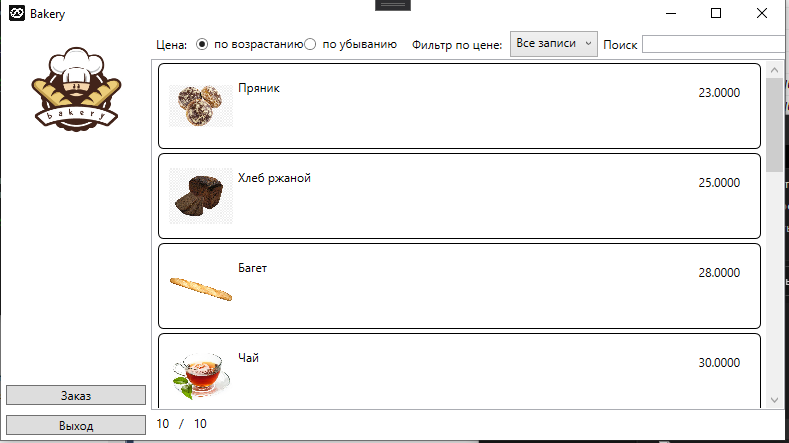 Bakery
Цена: по возрастанию по убыванию Фильтр по цене: Все записи Поиск
bakery
Пряник 23.0000
Хлеб ржаной 25.0000
Багет 28.0000
Чай 30.0000
Заказ
Выход
10 / 10